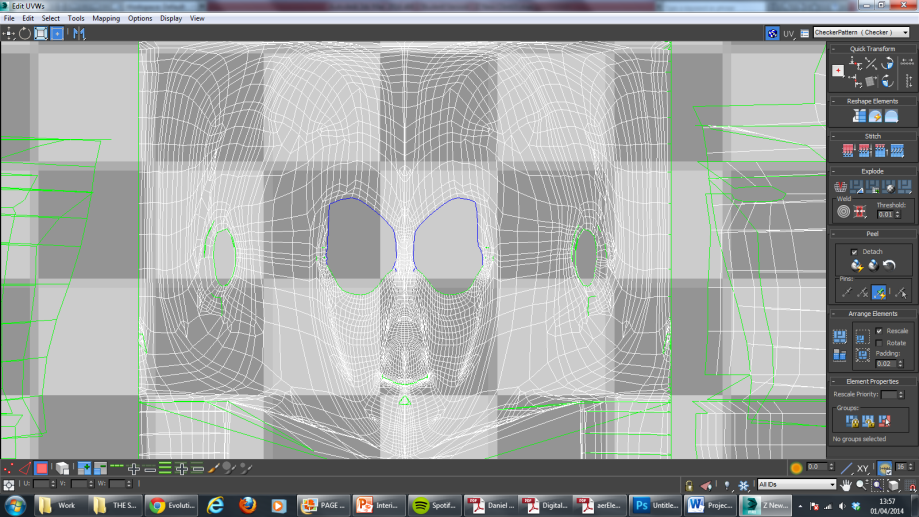 Edit UVWs
File Edit Select Tools Mapping Options Display View
UV CheckerPattern ( Checker )
Quick Transform
Reshape Elements
Stitch
Explode
Weld
Threshold:
0.01
Peel
Detach
Pins:
Arrange Elements
Rescale
Rotate
Padding:
0.02
Element Properties
Rescale Priority:
Groups:
No groups selected
0.0 XY 16
U: V: W: All IDs
Work THE S... Evoluti... PAGE ... Interi... Spotif... Daniel ... Digital... aerEle... Untitle... Projec... Z New...
13:57
01/04/2014